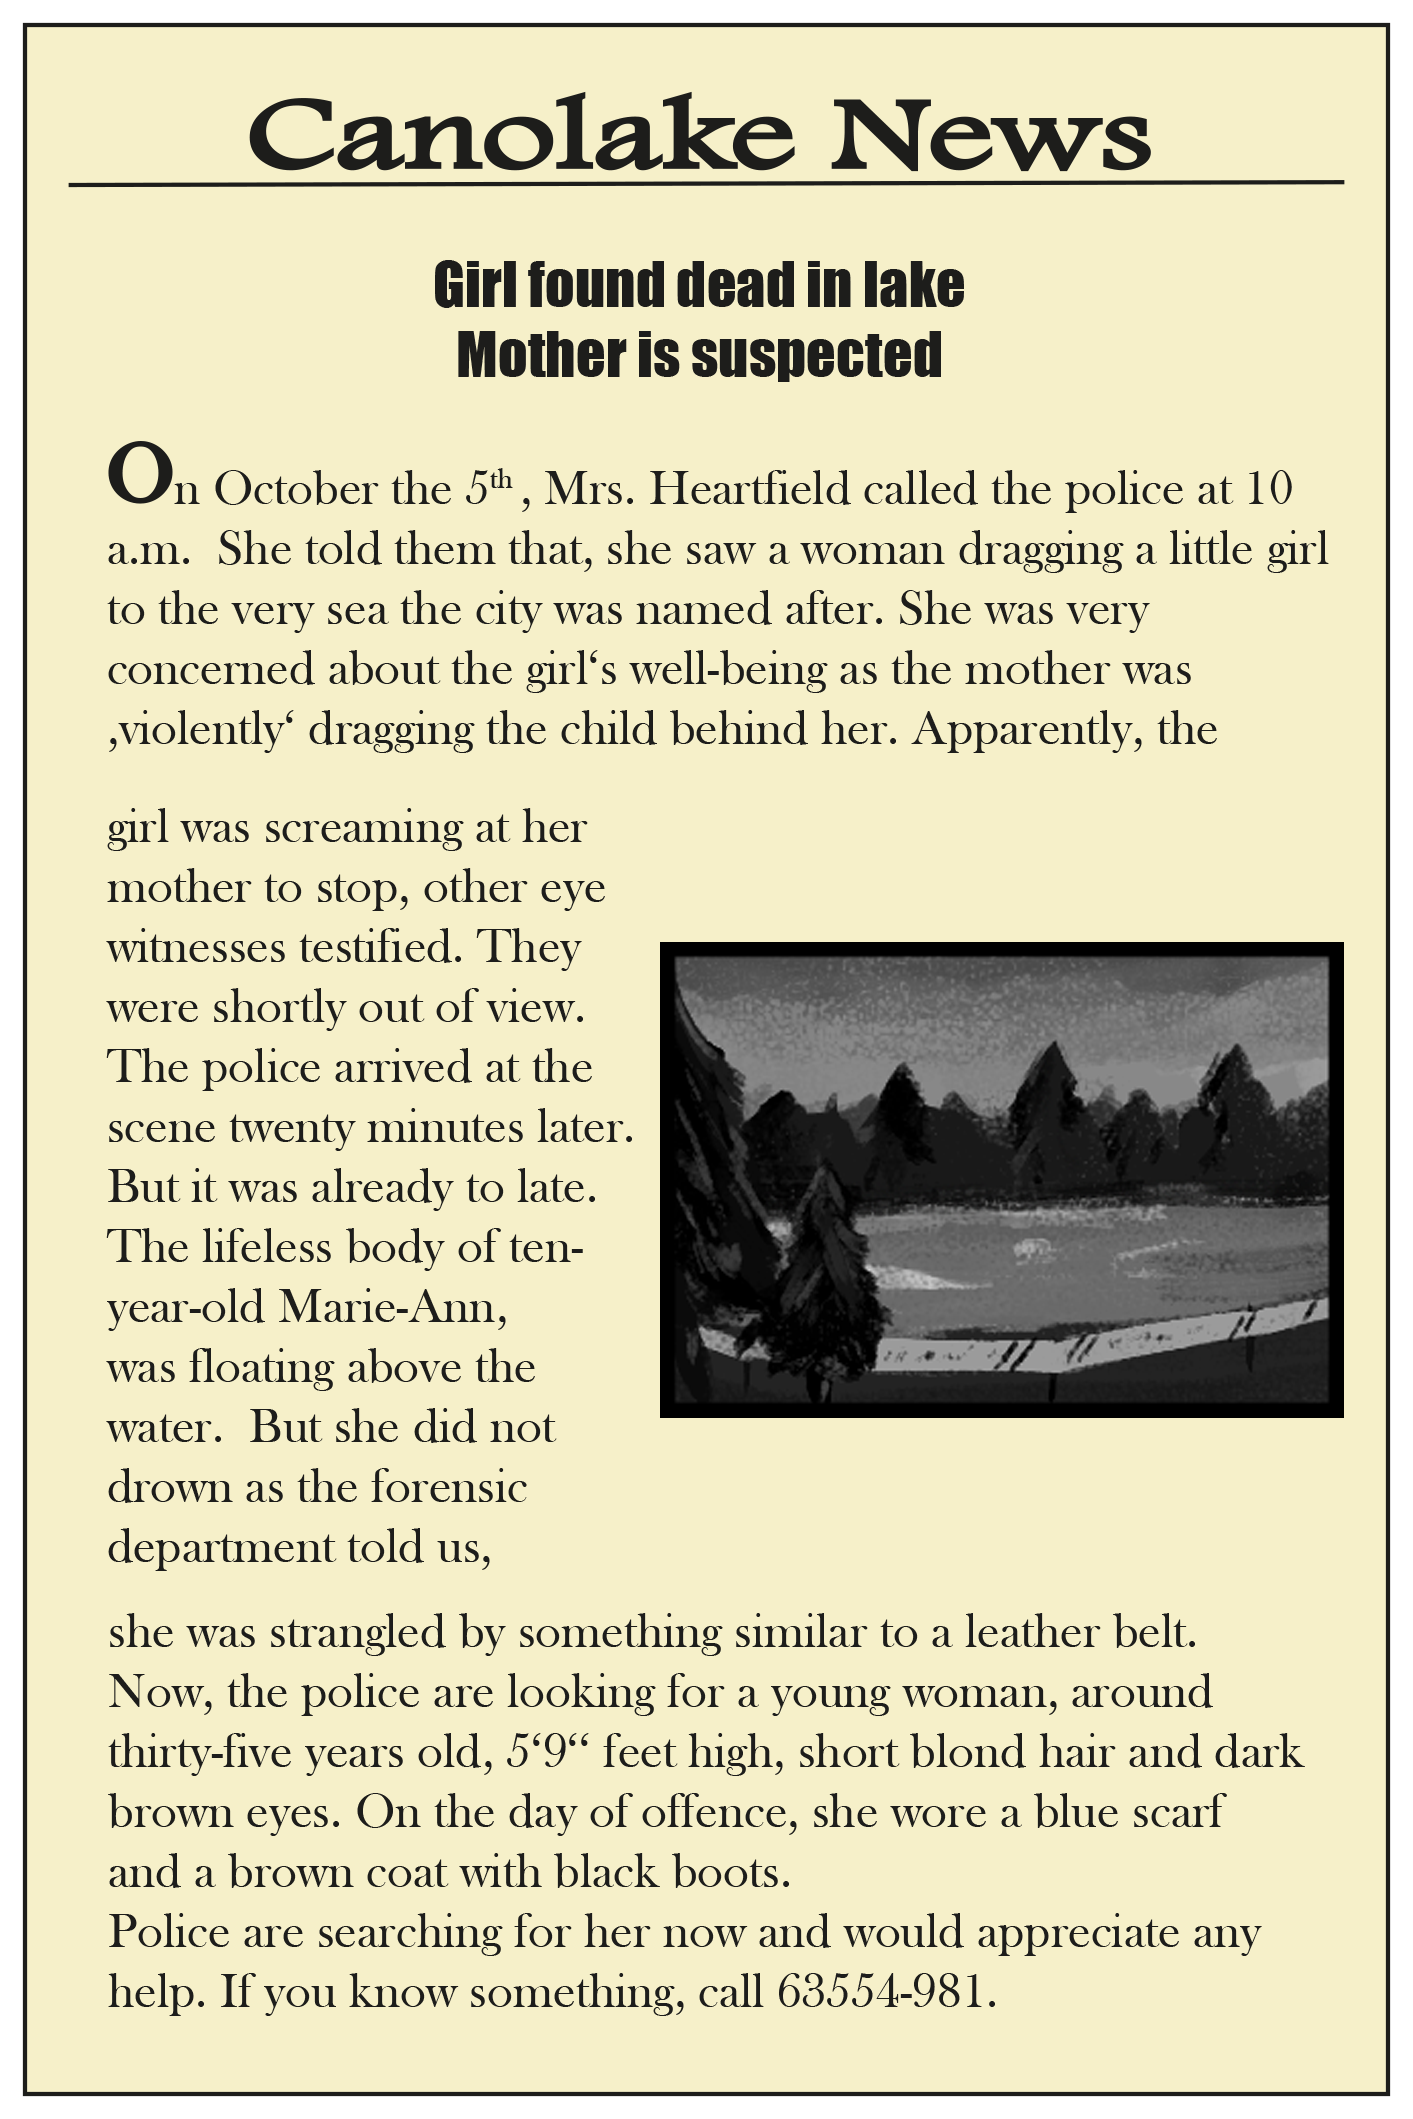 Canolake News
Girl found dead in lake
Mother is suspected
On October the 5th , Mrs. Heartfield called the police at 10
a.m.  She told them that, she saw a woman dragging a little girl
to the very sea the city was named after. She was very
concerned about the girl‘s well-being as the mother was
‚violently‘ dragging the child behind her. Apparently, the
girl was screaming at her
mother to stop, other eye
witnesses testified. They
were shortly out of view.
The police arrived at the
scene twenty minutes later.
But it was already to late.
The lifeless body of ten-
year-old Marie-Ann,
was floating above the
water.  But she did not
drown as the forensic
department told us,
she was strangled by something similar to a leather belt.
Now, the police are looking for a young woman, around
thirty-five years old, 5‘9“ feet high, short blond hair and dark
brown eyes. On the day of offence, she wore a blue scarf
and a brown coat with black boots.
Police are searching for her now and would appreciate any
help. If you know something, call 63554-981.